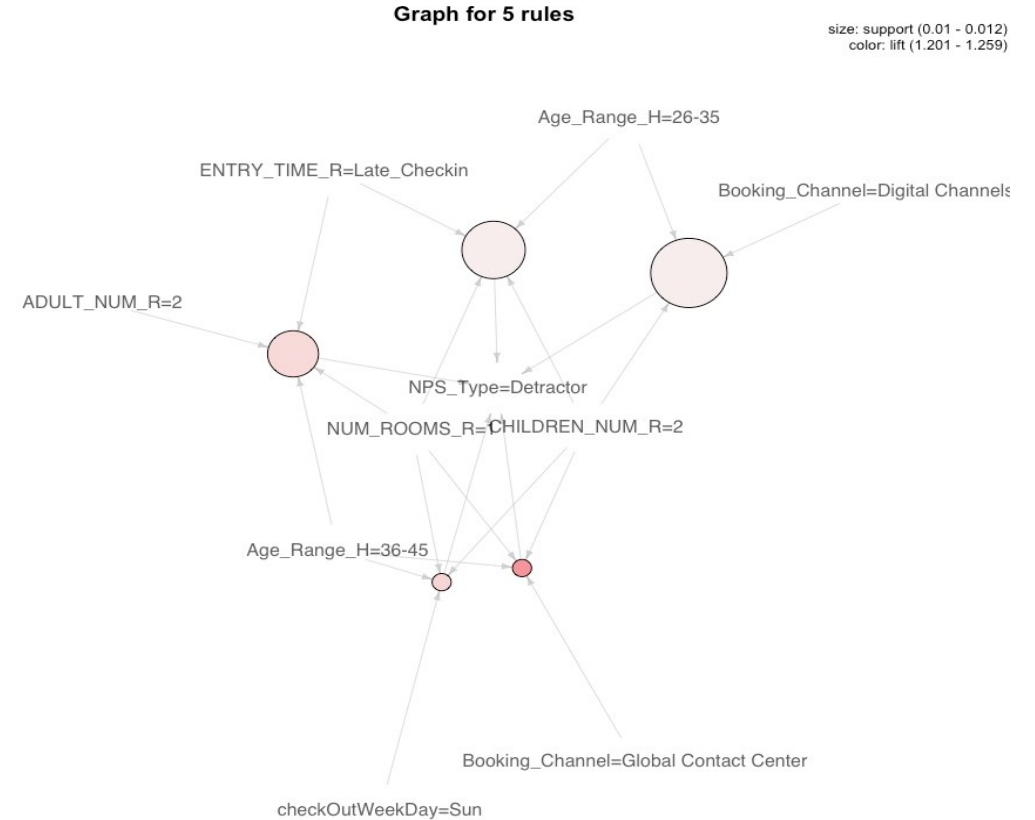 Graph for 5 rules
size: support (0.01 - 0.012)
color: lift (1.201 - 1.259)
Age_Range_H=26-35
ENTRY_TIME_R=Late_Checkin
Booking_Channel=Digital Channels
ADULT_NUM_R=2
NPS_Type=Detractor
NUM_ROOMS_R=1
CHILDREN_NUM_R=2
Age_Range_H=36-45
Booking_Channel=Global Contact Center
checkOutWeekDay=Sun